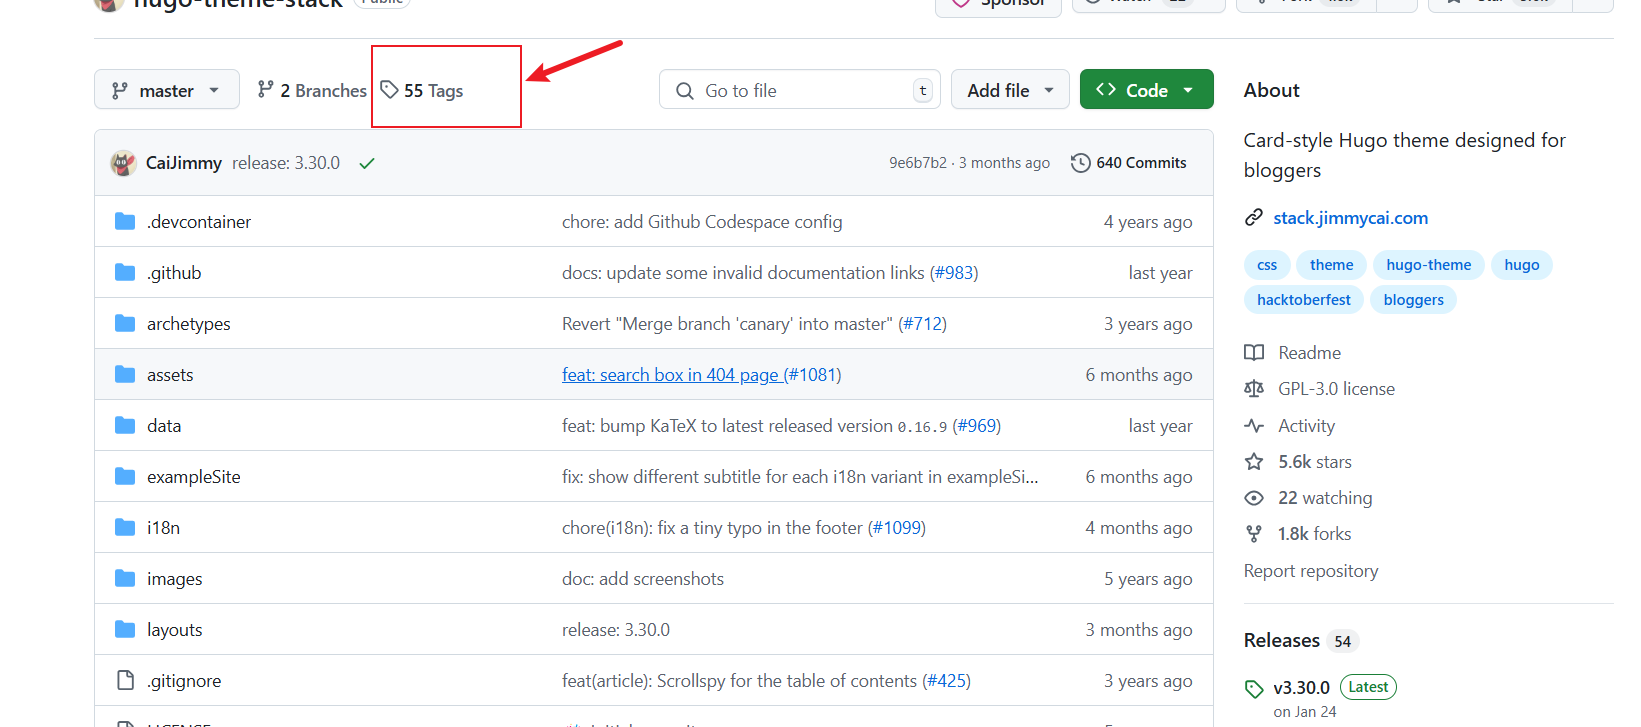 hugo-theme-stack Public
Sponsor
Watch 22
Fork
Star
master
2 Branches
55 Tags
Go to file
t
Add file
Code
CaiJimmy release: 3.30.0
9e6b7b2 · 3 months ago
640 Commits
.devcontainer chore: add Github Codespace config 4 years ago
.github docs: update some invalid documentation links (#983) last year
archetypes Revert "Merge branch 'canary' into master" (#712) 3 years ago
assets feat: search box in 404 page (#1081) 6 months ago
data feat: bump KaTeX to latest released version 0.16.9 (#969) last year
exampleSite fix: show different subtitle for each i18n variant in exampleSi... 6 months ago
i18n chore(i18n): fix a tiny typo in the footer (#1099) 4 months ago
images doc: add screenshots 5 years ago
layouts release: 3.30.0 3 months ago
.gitignore feat(article): Scrollspy for the table of contents (#425) 3 years ago
About
Card-style Hugo theme designed for
bloggers
stack.jimmycai.com
css theme hugo-theme hugo
hacktoberfest bloggers
Readme
GPL-3.0 license
Activity
5.6k stars
22 watching
1.8k forks
Report repository
Releases 54
v3.30.0 Latest
on Jan 24